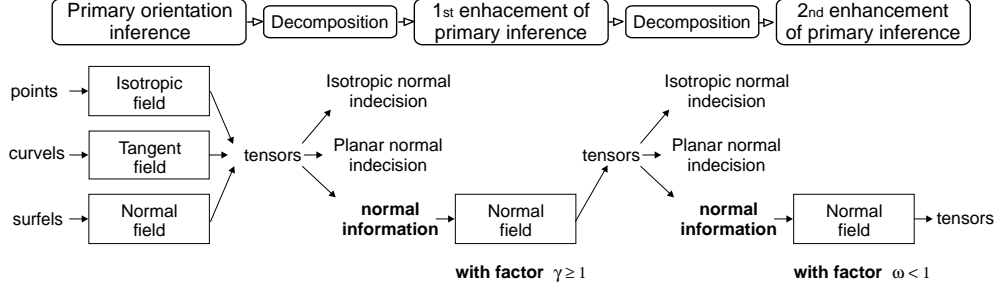 Primary orientation
inference
Decomposition
1st enhacement of
primary inference
Decomposition
2nd enhancement
of primary inference
points
Isotropic
field
curvels
Tangent
field
surfels
Normal
field
tensors
Isotropic normal
indecision
Planar normal
indecision
normal
information
Normal
field
with factor γ ≥ 1
tensors
Isotropic normal
indecision
Planar normal
indecision
normal
information
Normal
field
with factor ω < 1
tensors